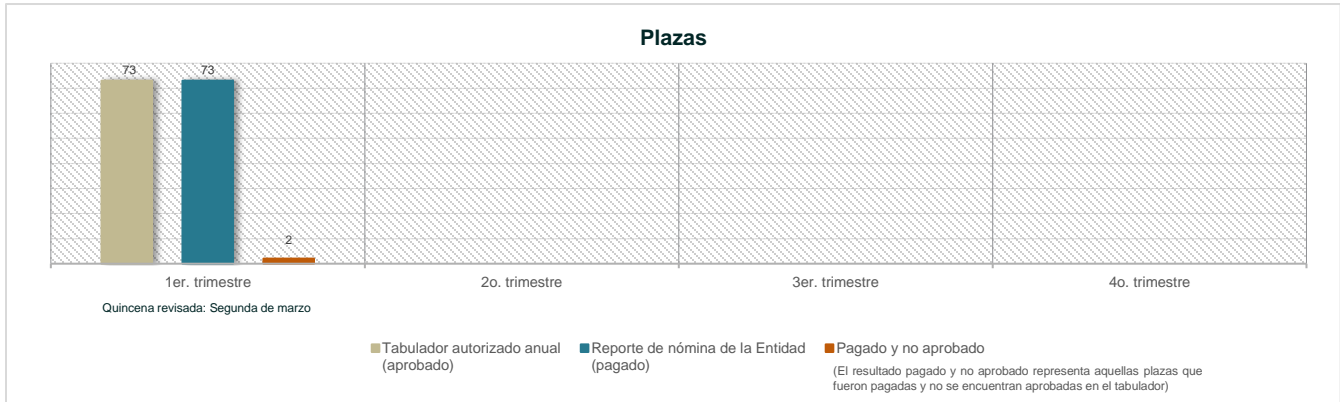 Plazas
73
73
2
1er. trimestre
2o. trimestre
3er. trimestre
4o. trimestre
Quincena revisada: Segunda de marzo
Tabulador autorizado anual
(aprobado)
Reporte de nómina de la Entidad
(pagado)
Pagado y no aprobado
(El resultado pagado y no aprobado representa aquellas plazas que
fueron pagadas y no se encuentran aprobadas en el tabulador)